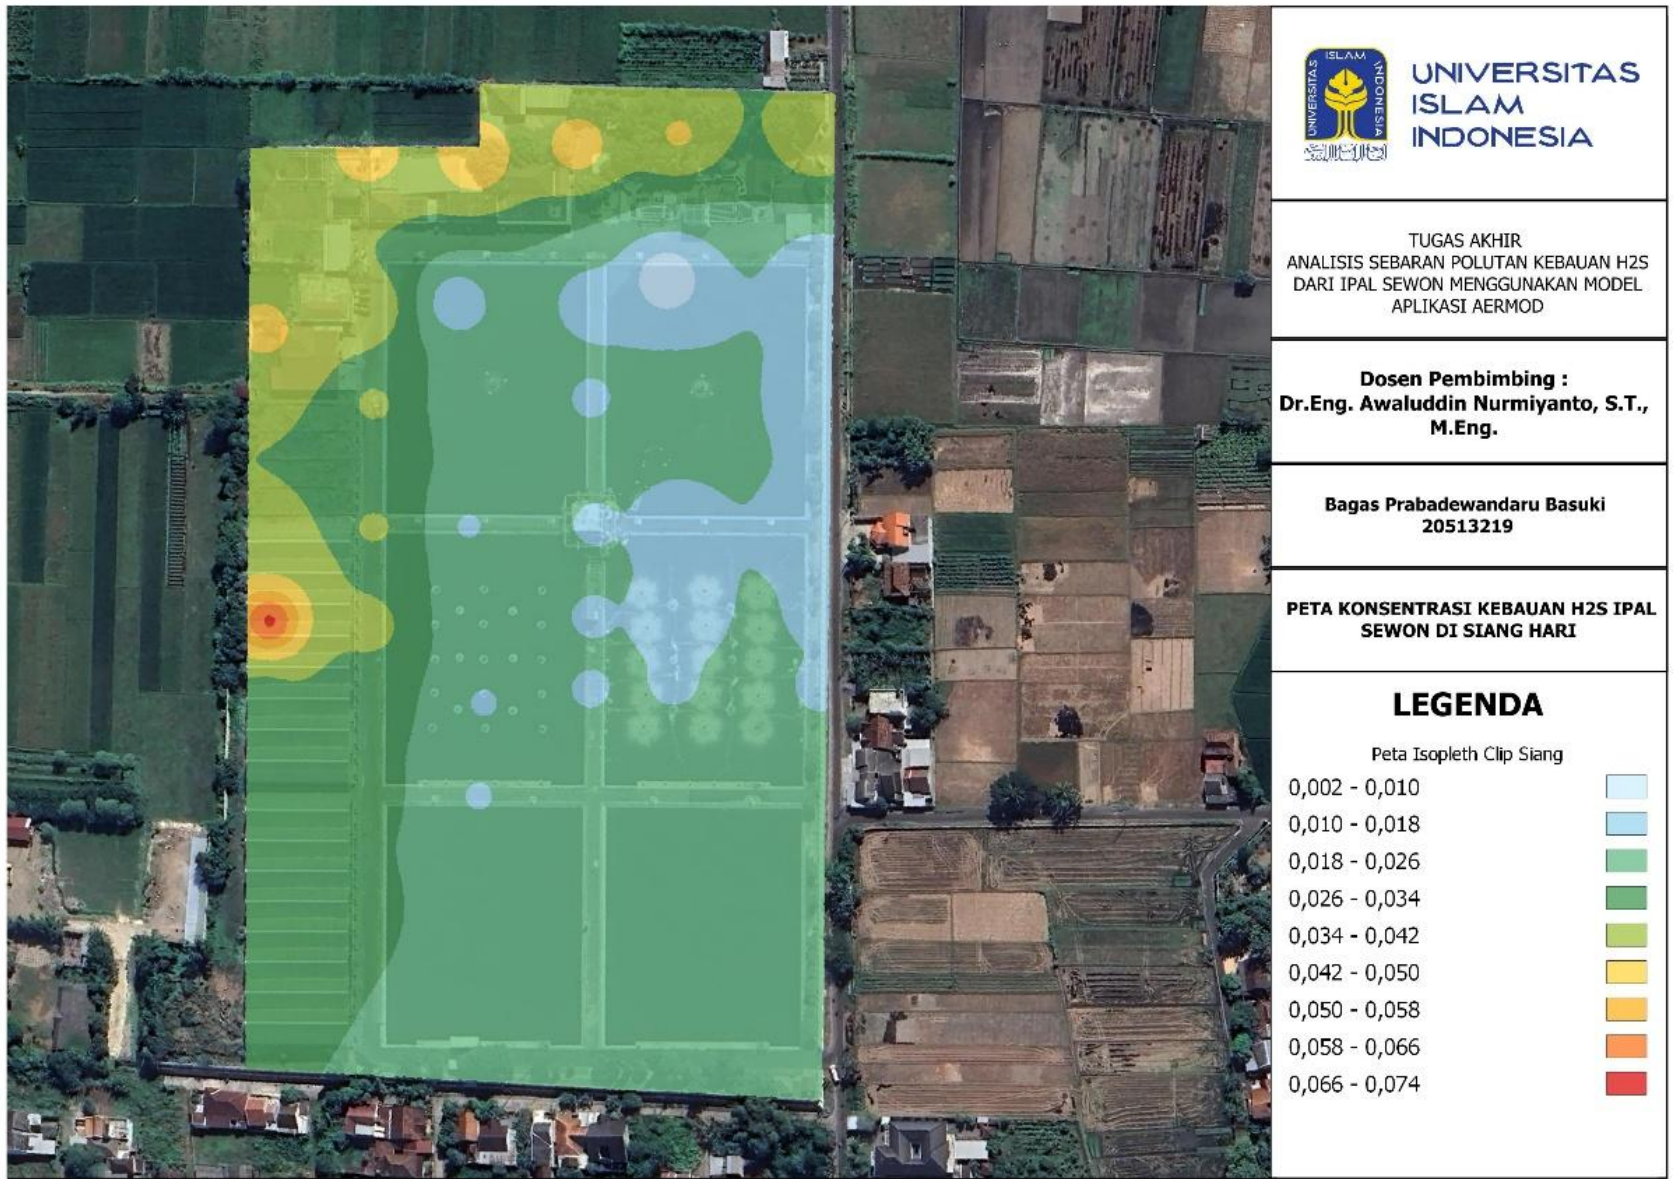 ISLAM
UNIVERSITAS
INDONESIA
UNIVERSITAS
ISLAM
INDONESIA
TUGAS AKHIR
ANALISIS SEBARAN POLUTAN KEBAUAN H2S
DARI IPAL SEWON MENGGUNAKAN MODEL
APLIKASI AERMOD
Dosen Pembimbing :
Dr.Eng. Awaluddin Nurmiyanto, S.T.,
M.Eng.
Bagas Prabadewandaru Basuki
20513219
PETA KONSENTRASI KEBAUAN H2S IPAL
SEWON DI SIANG HARI
LEGENDA
Peta Isopleth Clip Siang
0,002 - 0,010
0,010 - 0,018
0,018 - 0,026
0,026 - 0,034
0,034 - 0,042
0,042 - 0,050
0,050 - 0,058
0,058 - 0,066
0,066 - 0,074